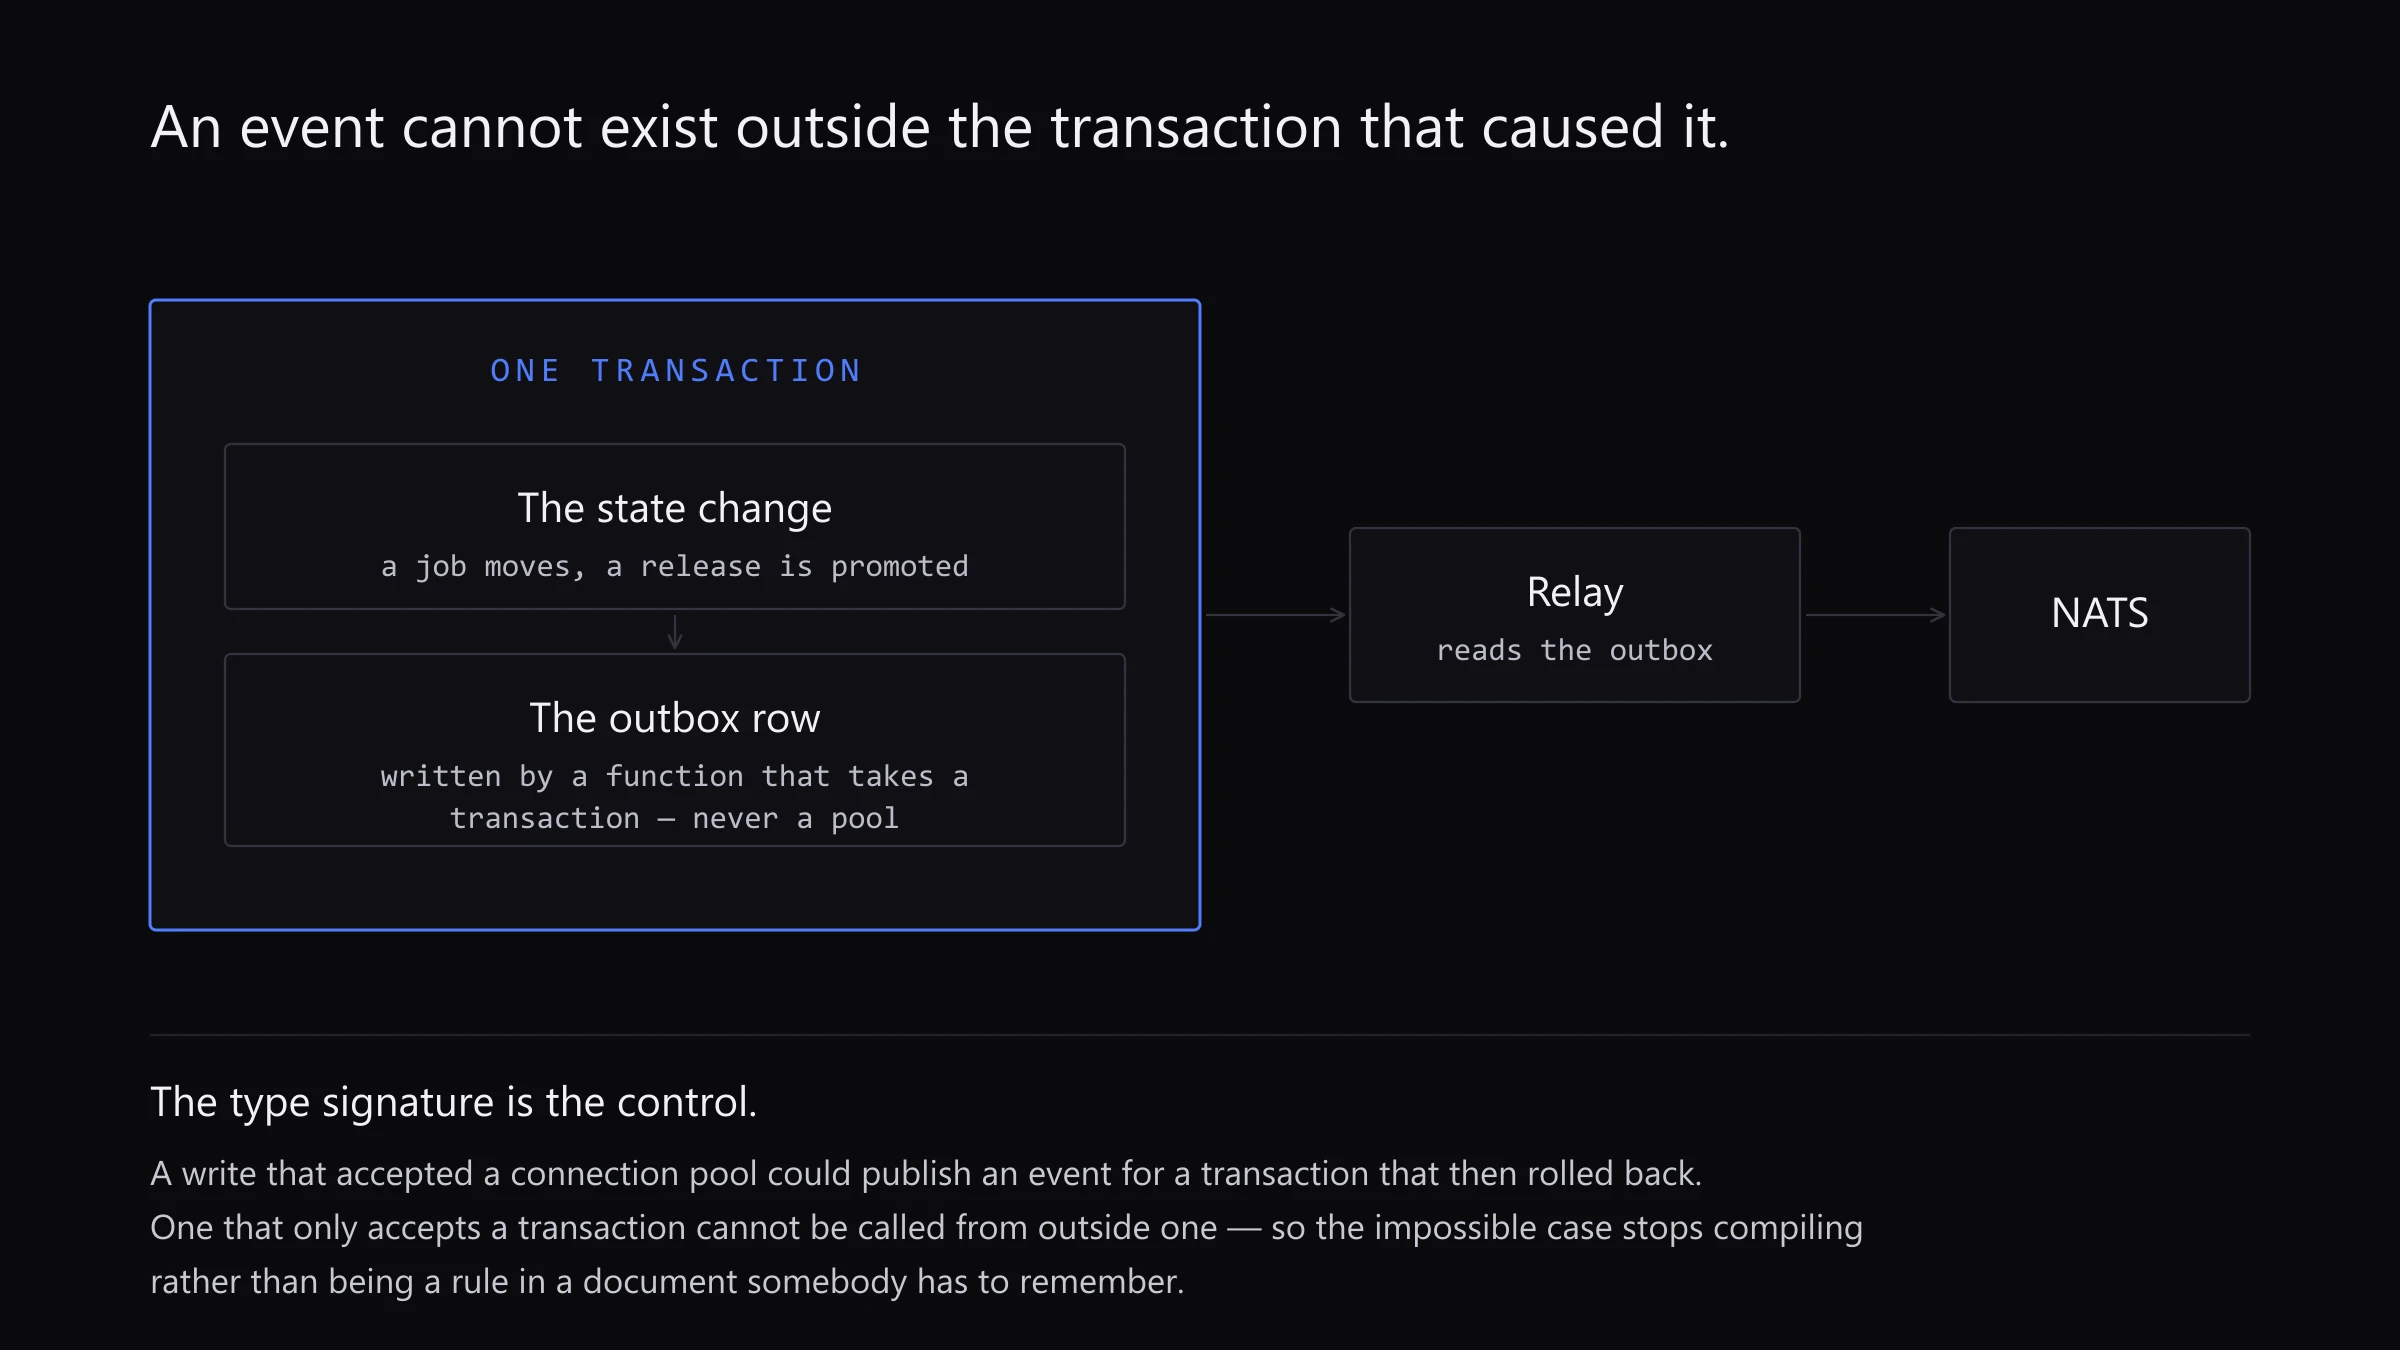 An event cannot exist outside the transaction that caused it.
ONE TRANSACTION
The state change
a job moves, a release is promoted
The outbox row
written by a function that takes a
transaction — never a pool
Relay
reads the outbox
NATS
The type signature is the control.
A write that accepted a connection pool could publish an event for a transaction that then rolled back.
One that only accepts a transaction cannot be called from outside one — so the impossible case stops compiling
rather than being a rule in a document somebody has to remember.